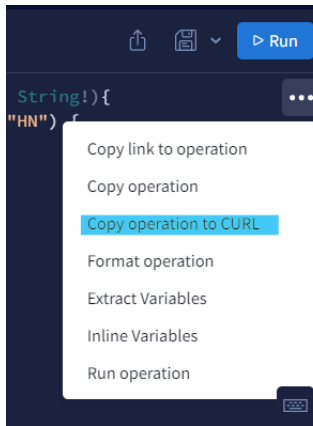 Run
String!){
"HN") {
Copy link to operation
Copy operation
Copy operation to CURL
Format operation
Extract Variables
Inline Variables
Run operation